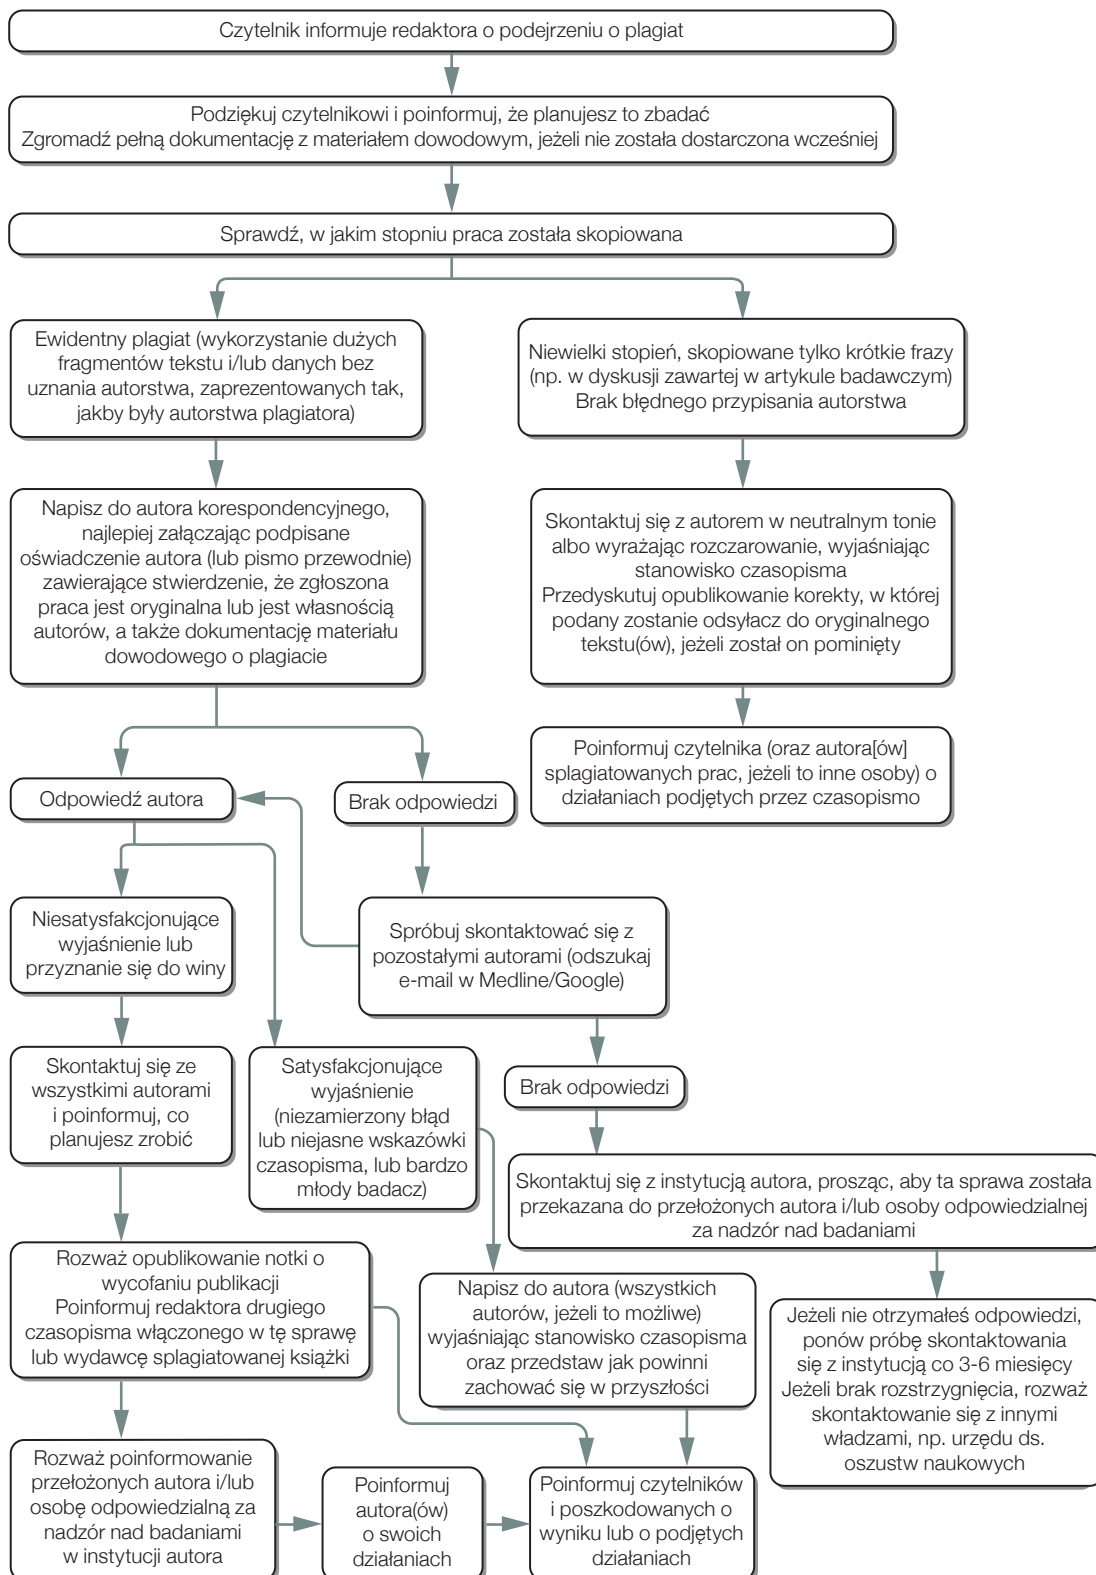 Czytelnik informuje redaktora o podejrzeniu o plagiat
Podziękuj czytelnikowi i poinformuj, że planujesz to zbadać
Zgromadź pełną dokumentację z materiałem dowodowym, jeżeli nie została dostarczona wcześniej
Sprawdź, w jakim stopniu praca została skopiowana
Ewidentny plagiat (wykorzystanie dużych
fragmentów tekstu i/lub danych bez
uznania autorstwa, zaprezentowanych tak,
jakby były autorstwa plagiatora)
Niewielki stopień, skopiowane tylko krótkie frazy
(np. w dyskusji zawartej w artykule badawczym)
Brak błędnego przypisania autorstwa
Napisz do autora korespondencyjnego,
najlepiej załączając podpisane
oświadczenie autora (lub pismo przewodnie)
zawierające stwierdzenie, że zgłoszona
praca jest oryginalna lub jest własnością
autorów, a także dokumentację materiału
dowodowego o plagiacie
Skontaktuj się z autorem w neutralnym tonie
albo wyrażając rozczarowanie, wyjaśniając
stanowisko czasopisma
Przedyskutuj opublikowanie korekty, w której
podany zostanie odsyłacz do oryginalnego
tekstu(ów), jeżeli został on pominięty
Poinformuj czytelnika (oraz autora[ów]
splagiatowanych prac, jeżeli to inne osoby) o
działaniach podjętych przez czasopismo
Odpowiedź autora
Brak odpowiedzi
Niesatysfakcjonujące
wyjaśnienie lub
przyznanie się do winy
Spróbuj skontaktować się z
pozostałymi autorami (odszukaj
e-mail w Medline/Google)
Skontaktuj się ze
wszystkimi autorami
i poinformuj, co
planujesz zrobić
Satysfakcjonujące
wyjaśnienie
(niezamierzony błąd
lub niejasne wskazówki
czasopisma, lub bardzo
młody badacz)
Brak odpowiedzi
Skontaktuj się z instytucją autora, prosząc, aby ta sprawa została
przekazana do przełożonych autora i/lub osoby odpowiedzialnej
za nadzór nad badaniami
Rozważ opublikowanie notki o
wycofaniu publikacji
Poinformuj redaktora drugiego
czasopisma włączonego w tę sprawę
lub wydawcę splagiatowanej książki
Napisz do autora (wszystkich
autorów, jeżeli to możliwe)
wyjaśniając stanowisko czasopisma
oraz przedstaw jak powinni
zachować się w przyszłości
Jeżeli nie otrzymałeś odpowiedzi,
ponów próbę skontaktowania
się z instytucją co 3-6 miesięcy
Jeżeli brak rozstrzygnięcia, rozważ
skontaktowanie się z innymi
władzami, np. urzędu ds.
oszustw naukowych
Rozważ poinformowanie
przełożonych autora i/lub
osobę odpowiedzialną za
nadzór nad badaniami
w instytucji autora
Poinformuj
autora(ów)
o swoich
działaniach
Poinformuj czytelników
i poszkodowanych o
wyniku lub o podjętych
działaniach